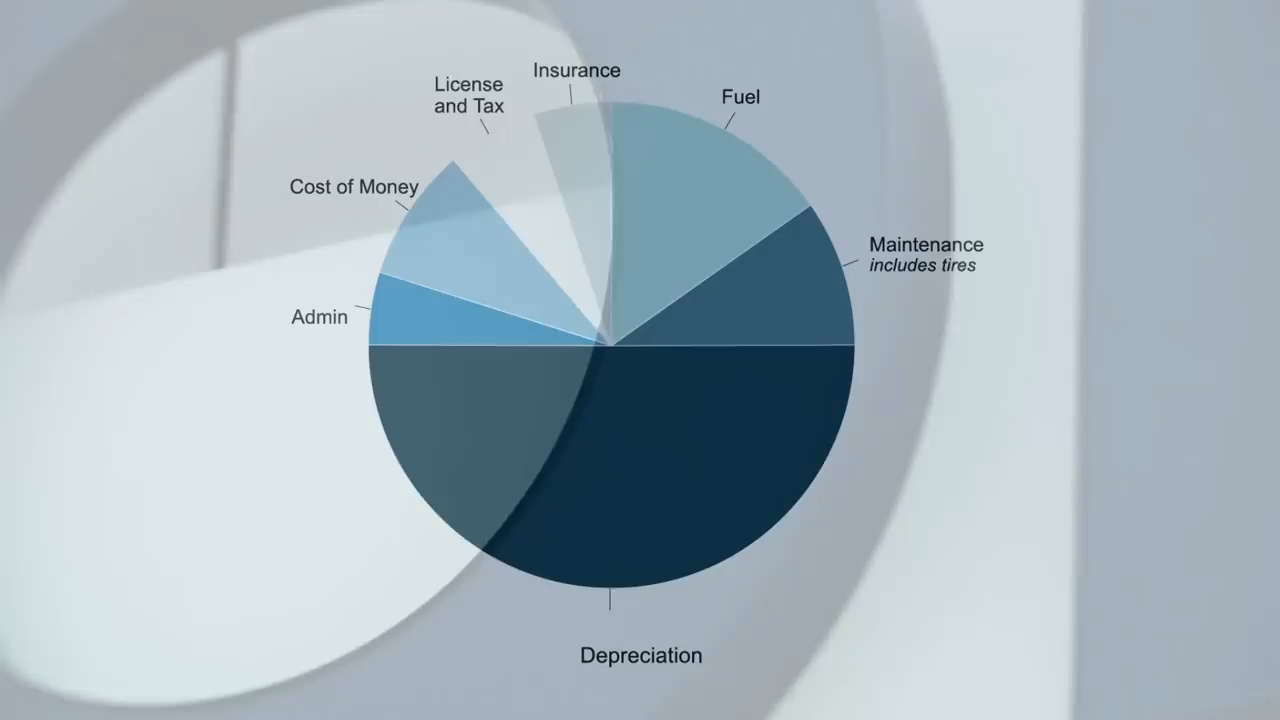 Insurance
License
and Tax
Fuel
Cost of Money
Maintenance
includes tires
Admin
Depreciation